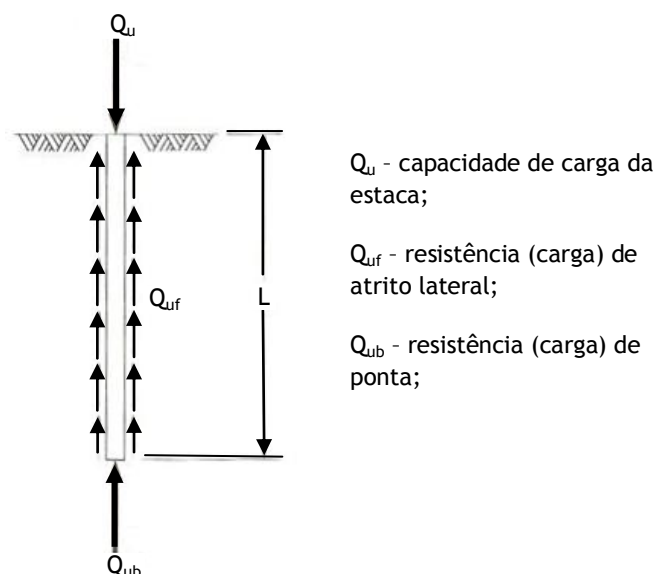 Qu
Quf
L
Qub
Qu – capacidade de carga da
estaca;
Quf – resistência (carga) de
atrito lateral;
Qub – resistência (carga) de
ponta;